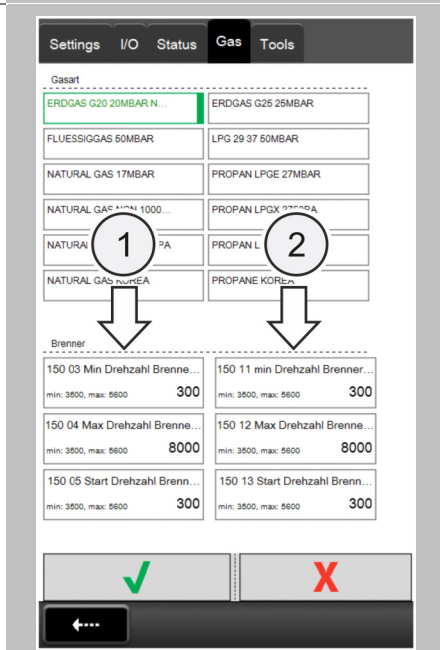 Settings I/O Status Gas Tools
Gasart
ERDGAS G20 20MBAR N... ERDGAS G25 25MBAR
FLUESSIGGAS 50MBAR LPG 29 37 50MBAR
NATURAL GAS 17MBAR PROPAN LPGE 27MBAR
NATURAL GAS 1000... PROPAN LPGX
1 2
PROPAN
NATURAL GAS KOREA PROPANE KOREA
Brenner
150 03 Min Drehzahl Brenne... 150 11 min Drehzahl Brenner...
min: 3500, max: 5600 300 min: 3500, max: 5600 300
150 04 Max Drehzahl Brenne... 150 12 Max Drehzahl Brenne...
min: 3500, max: 5600 8000 min: 3500, max: 5600 8000
150 05 Start Drehzahl Brenn... 150 13 Start Drehzahl Brenn...
min: 3500, max: 5600 300 min: 3500, max: 5600 300
X